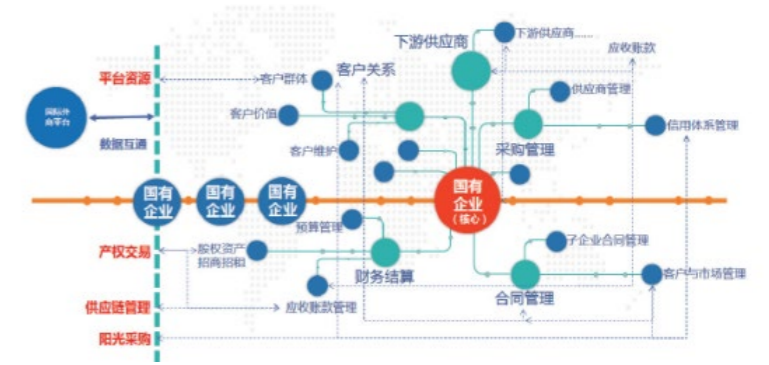 下游供应商
下游供应商......
应收账款
平台资源
客户群体
客户关系
供应商管理
国际外
商平台
客户价值
信用体系管理
数据互通
客户维护
采购管理
国有
企业
国有
企业
国有
企业
国有
企业
(核心)
预算管理
产权交易
股权资产
招商招租
子企业合同管理
财务结算
客户与市场管理
合同管理
供应链管理
应收账款管理
阳光采购